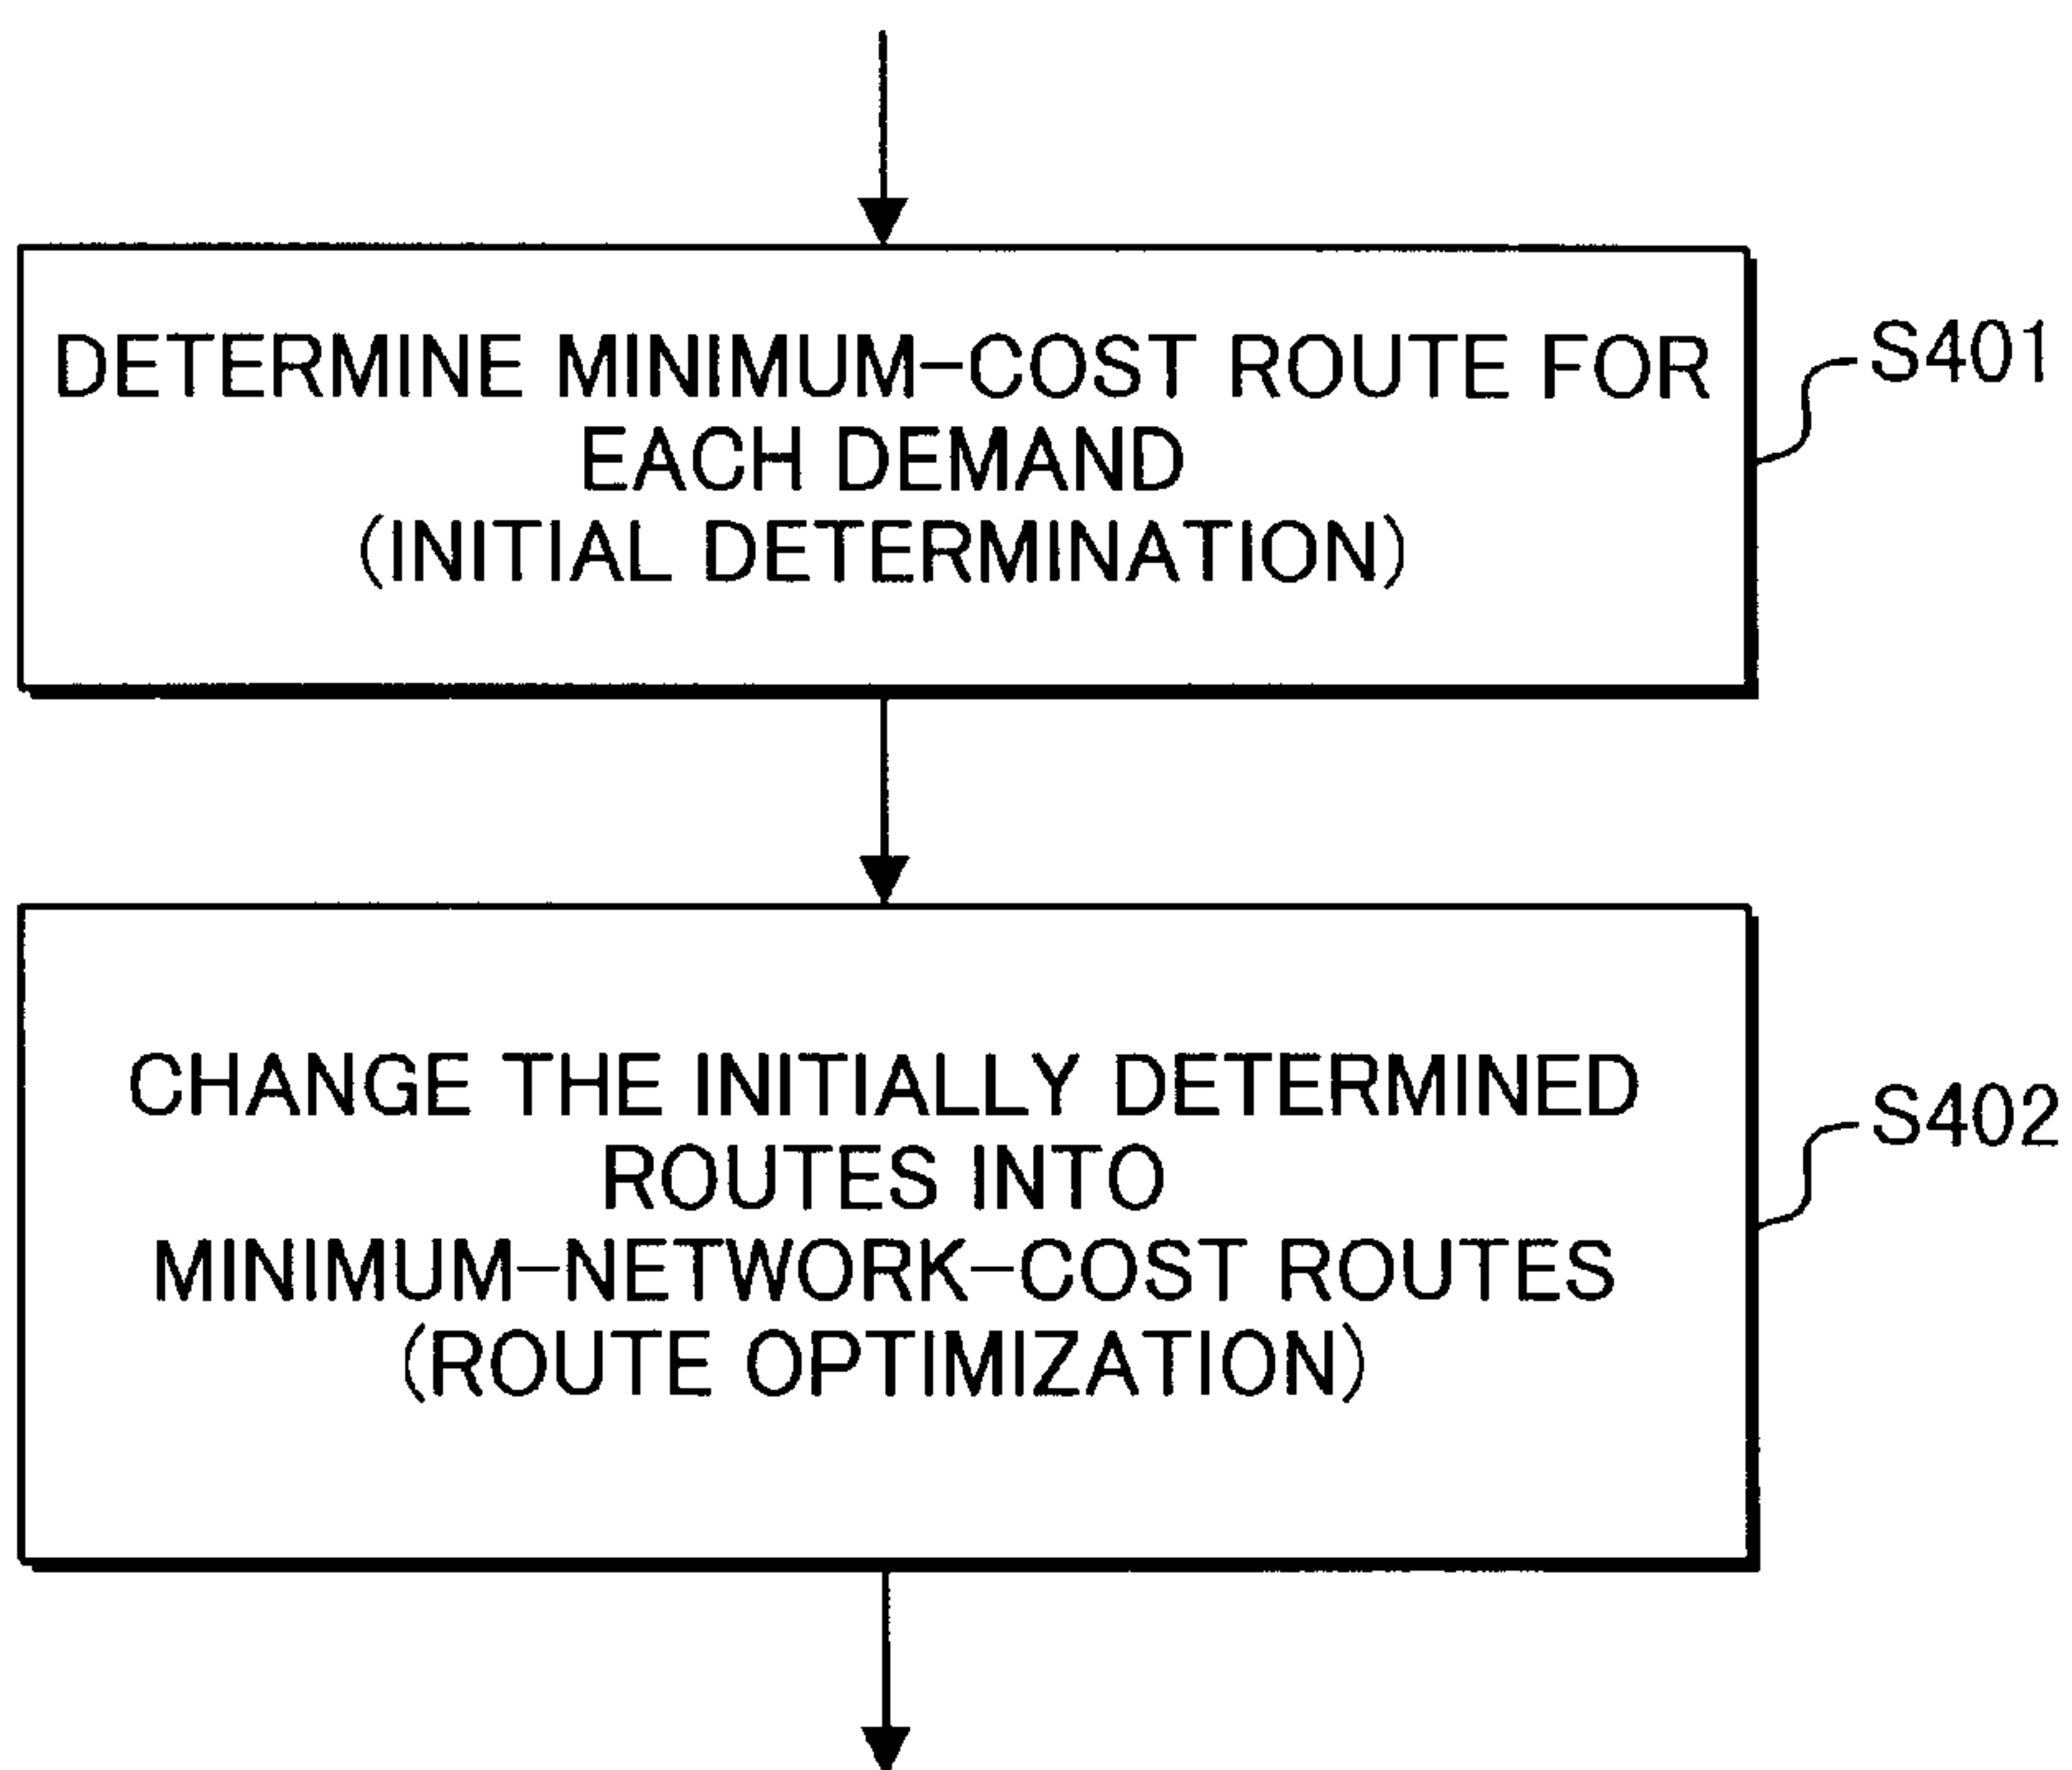 DETERMINE MINIMUM-COST ROUTE FOR
EACH DEMAND
(INITIAL DETERMINATION)
S401
CHANGE THE INITIALLY DETERMINED
ROUTES INTO
MINIMUM-NETWORK-COST ROUTES
(ROUTE OPTIMIZATION)
S402